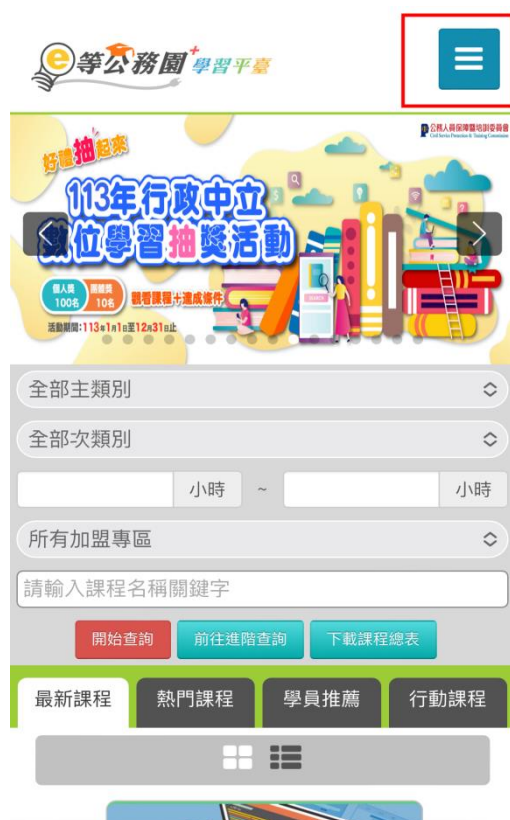 e等公務園+學習平臺
公務人員保障暨培訓委員會
Civil Service Protection & Training Commission
好禮抽起來
113年行政中立
數位學習抽獎活動
個人獎 100名
團體獎 10名
觀看課程+達成條件
活動期間:113年1月1日至12月31日止
全部主類別
全部次類別
小時 ~ 小時
所有加盟專區
請輸入課程名稱關鍵字
開始查詢 前往進階查詢 下載課程總表
最新課程 熱門課程 學員推薦 行動課程